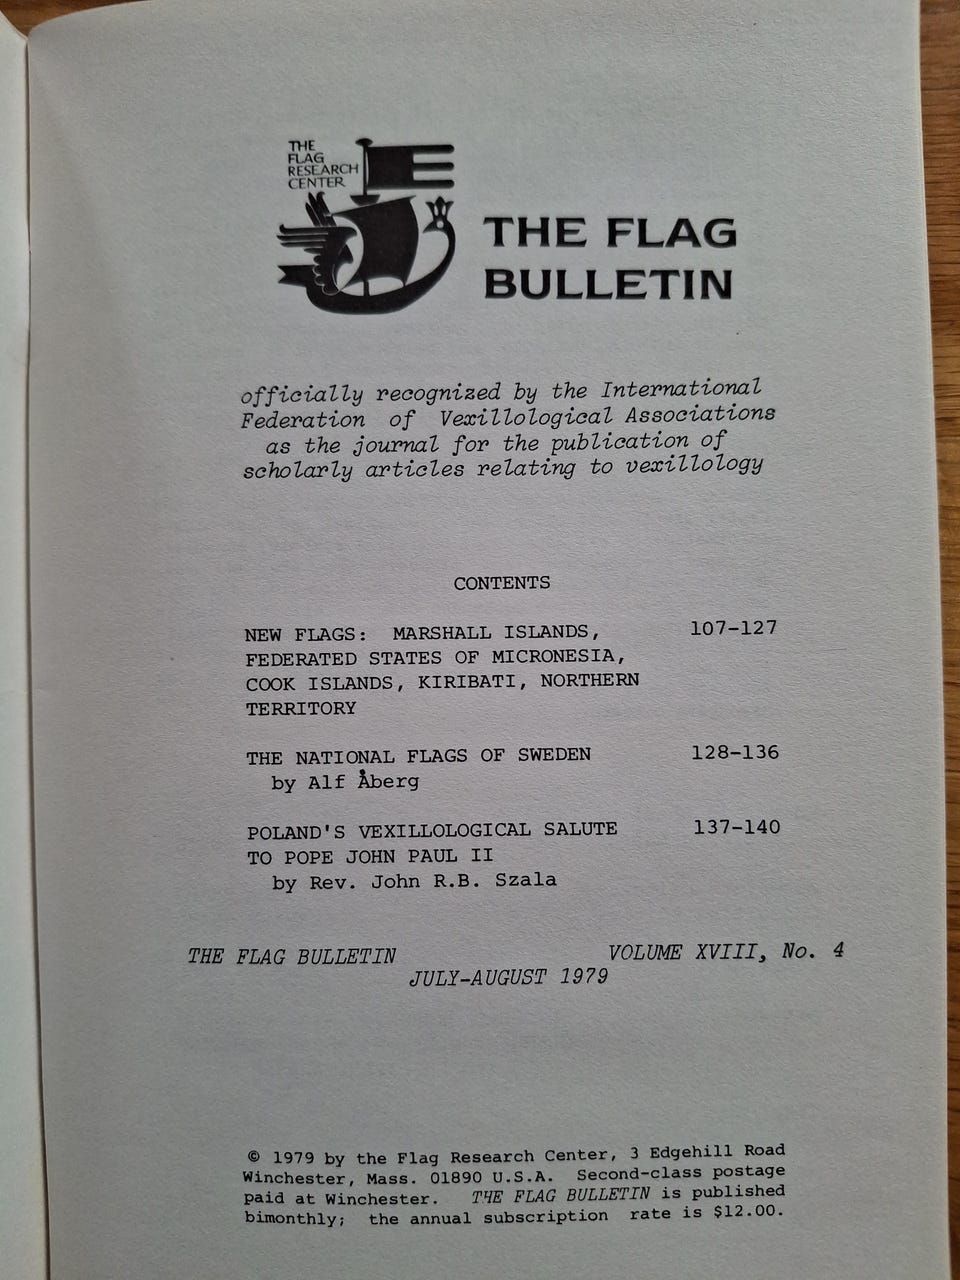 THE
FLAG
RESEARCH
CENTER
THE FLAG
BULLETIN
officially recognized by the International
Federation of Vexillological Associations
as the journal for the publication of
scholarly articles relating to vexillology
CONTENTS
NEW FLAGS: MARSHALL ISLANDS, 107-127
FEDERATED STATES OF MICRONESIA,
COOK ISLANDS, KIRIBATI, NORTHERN
TERRITORY
THE NATIONAL FLAGS OF SWEDEN 128-136
by Alf Åberg
POLAND'S VEXILLOLOGICAL SALUTE 137-140
TO POPE JOHN PAUL II
by Rev. John R.B. Szala
THE FLAG BULLETIN VOLUME XVIII, No. 4
JULY-AUGUST 1979
© 1979 by the Flag Research Center, 3 Edgehill Road
Winchester, Mass. 01890 U.S.A. Second-class postage
paid at Winchester. THE FLAG BULLETIN is published
bimonthly; the annual subscription rate is $12.00.